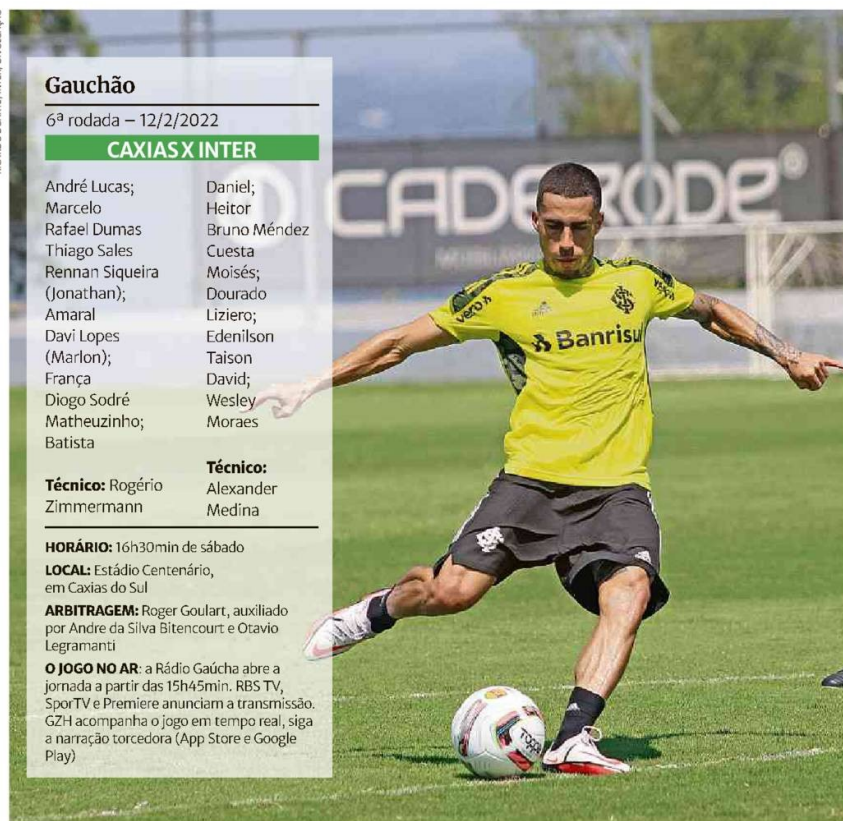 Gauchão
6ª rodada – 12/2/2022
CAXIAS X INTER
André Lucas;
Marcelo
Rafael Dumas
Thiago Sales
Rennan Siqueira
(Jonathan);
Amaral
Davi Lopes
(Marlon);
França
Diogo Sodré
Matheuzinho;
Batista
Técnico: Rogério
Zimmermann
Daniel;
Heitor
Bruno Méndez
Cuesta
Moisés;
Dourado
Liziero;
Edenilson
Taison
David;
Wesley
Moraes
Técnico:
Alexander
Medina
HORÁRIO: 16h30min de sábado
LOCAL: Estádio Centenário,
em Caxias do Sul
ARBITRAGEM: Roger Goulart, auxiliado
por Andre da Silva Bitencourt e Otavio
Legramanti
O JOGO NO AR: a Rádio Gaúcha abre a
jornada a partir das 15h45min. RBS TV,
SporTV e Premiere anunciam a transmissão.
GZH acompanha o jogo em tempo real, siga
a narração torcedora (App Store e Google
Play)
CADERODE
vero
vero
Banrisul
TOPPER